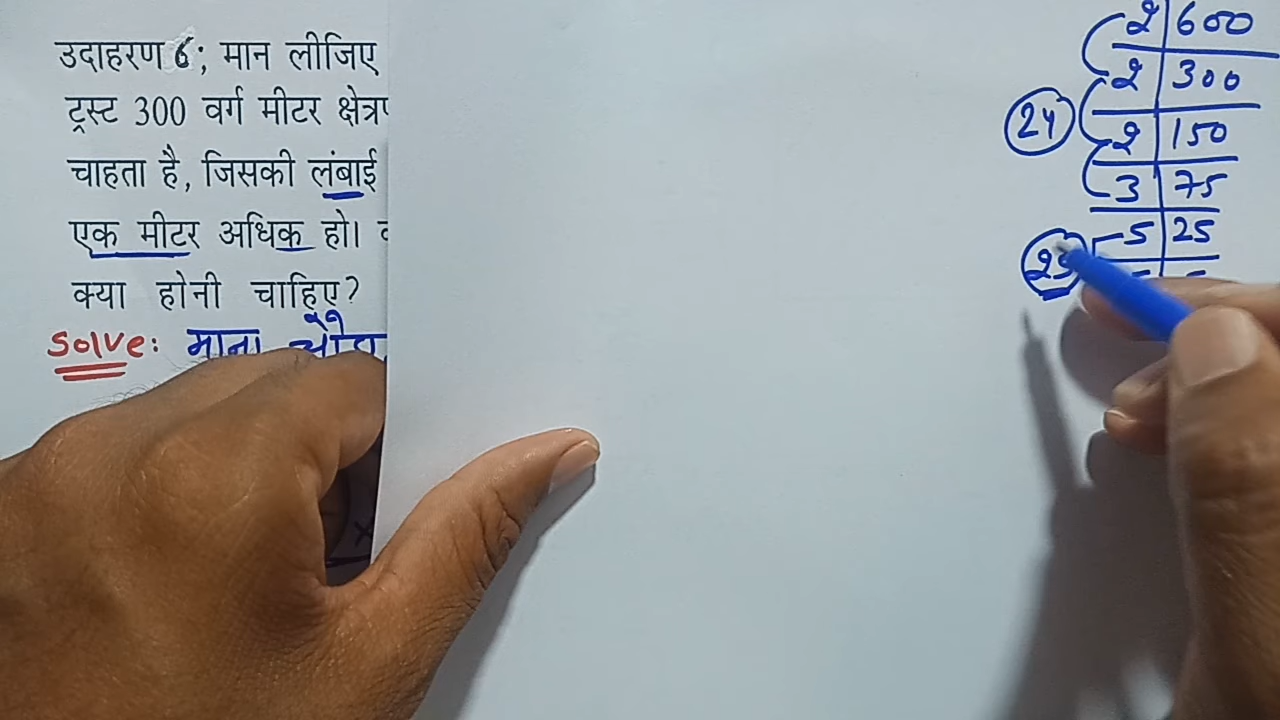 उदाहरण 6; मान लीजिए
ट्रस्ट 300 वर्ग मीटर
चाहता है, जिसकी लंबाई
एक मीटर अधिक हो।
क्या होनी चाहिए?
Solve: माना
2 600
2 300
24
2 150
3 75
5 25
25